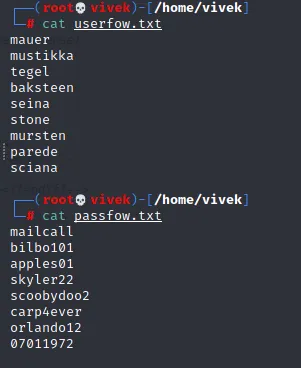 ┌──(root💀vivek)-[/home/vivek]
└─# cat userfow.txt
mauer
mustikka
tegel
baksteen
seina
stone
mursten
parede
sciana
┌──(root💀vivek)-[/home/vivek]
└─# cat passfow.txt
mailcall
bilbo101
apples01
skyler22
scoobydoo2
carp4ever
orlando12
07011972